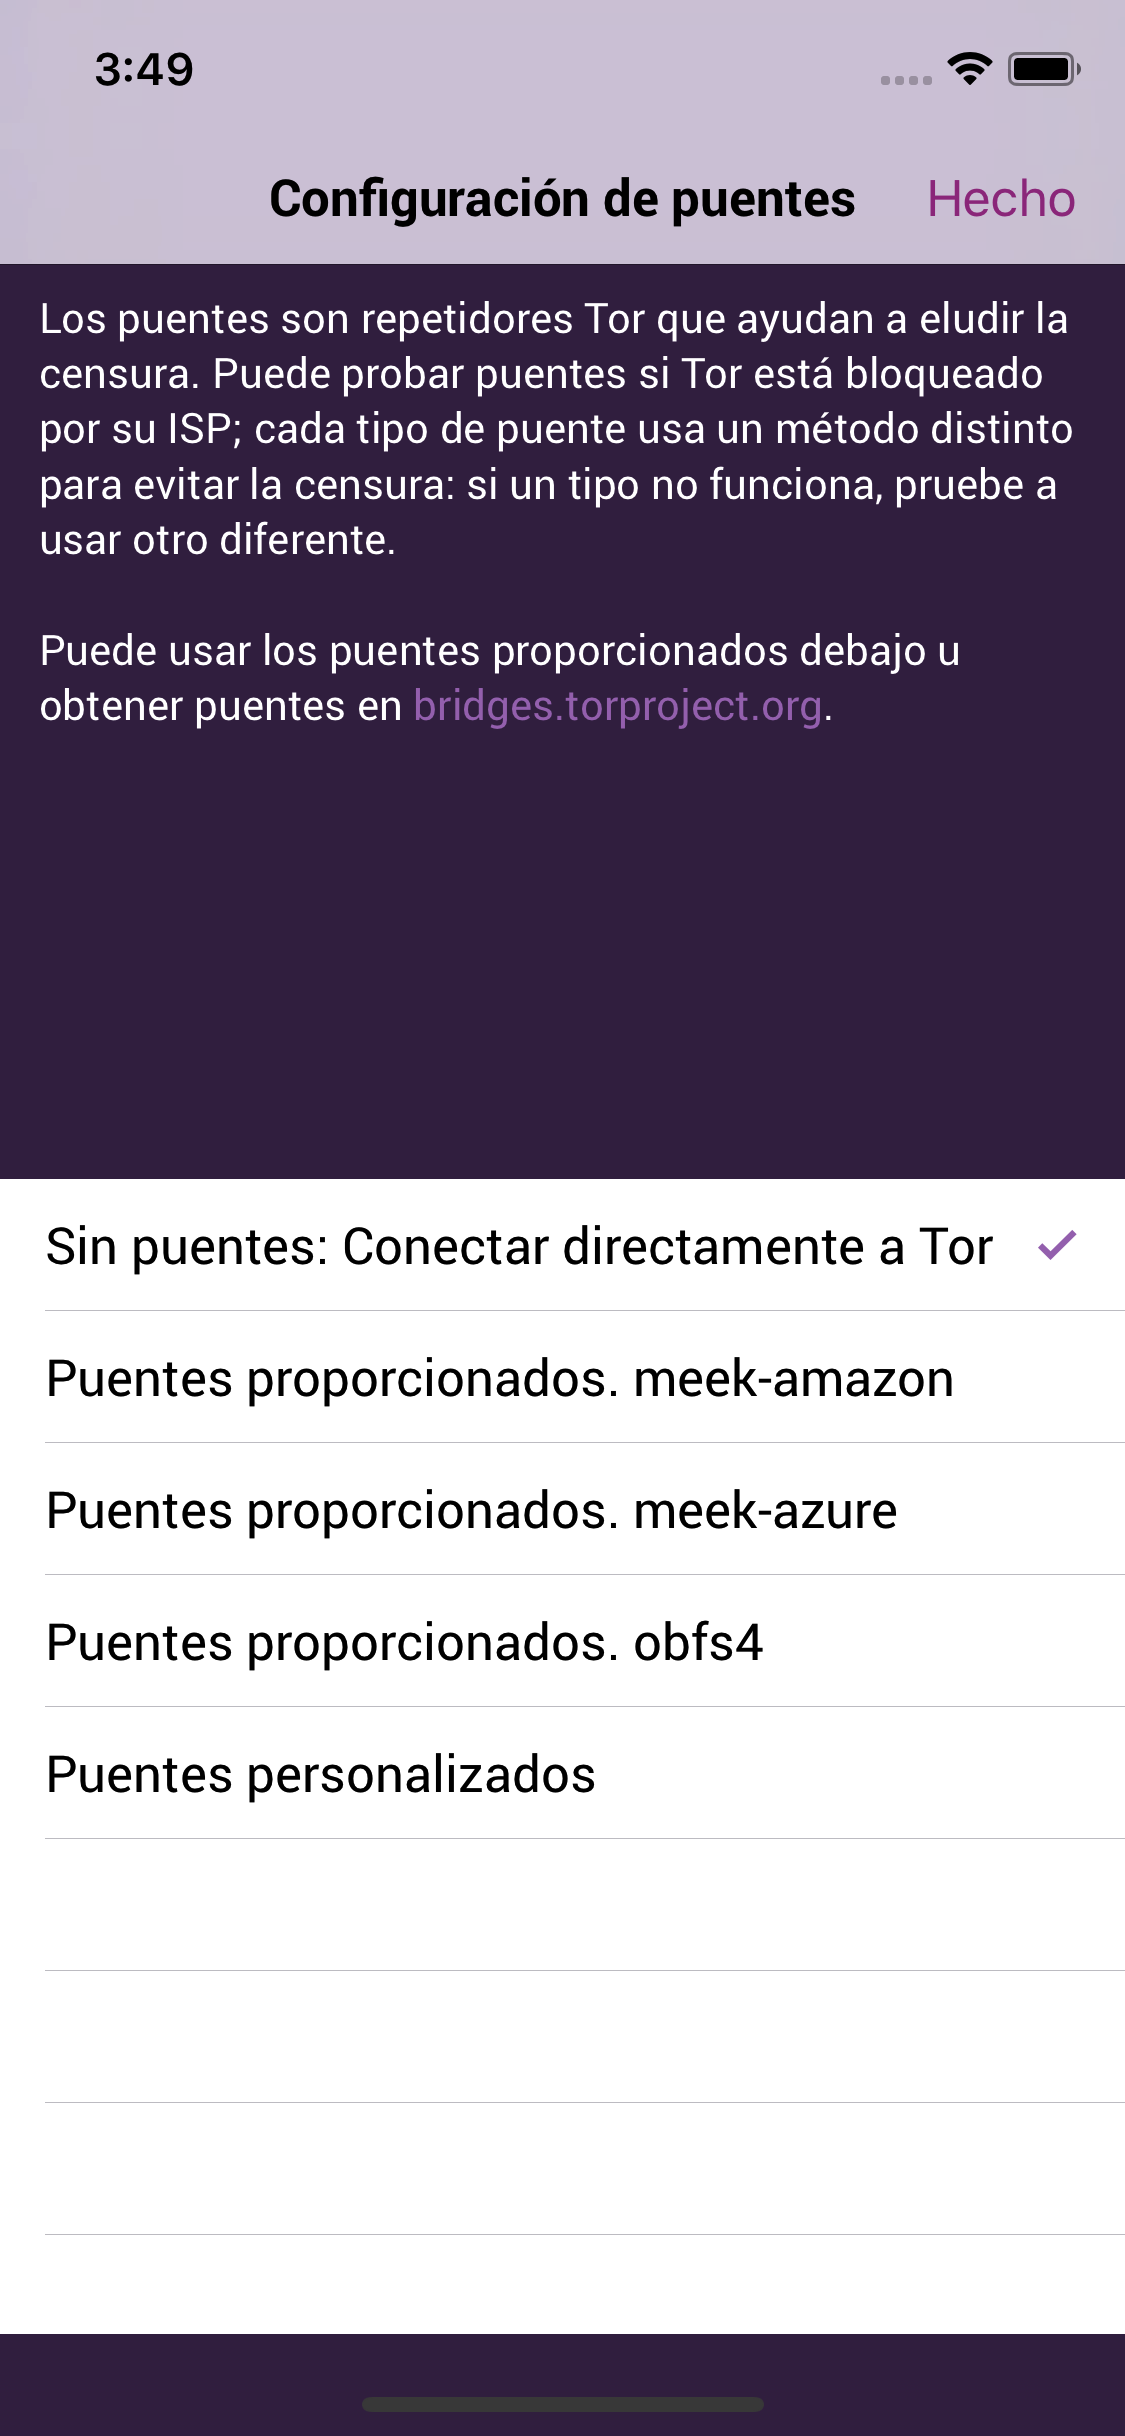 3:49
Configuración de puentes
Hecho
Los puentes son repetidores Tor que ayudan a eludir la
censura. Puede probar puentes si Tor está bloqueado
por su ISP; cada tipo de puente usa un método distinto
para evitar la censura: si un tipo no funciona, pruebe a
usar otro diferente.
Puede usar los puentes proporcionados debajo u
obtener puentes en bridges.torproject.org.
Sin puentes: Conectar directamente a Tor
Puentes proporcionados. meek-amazon
Puentes proporcionados. meek-azure
Puentes proporcionados. obfs4
Puentes personalizados